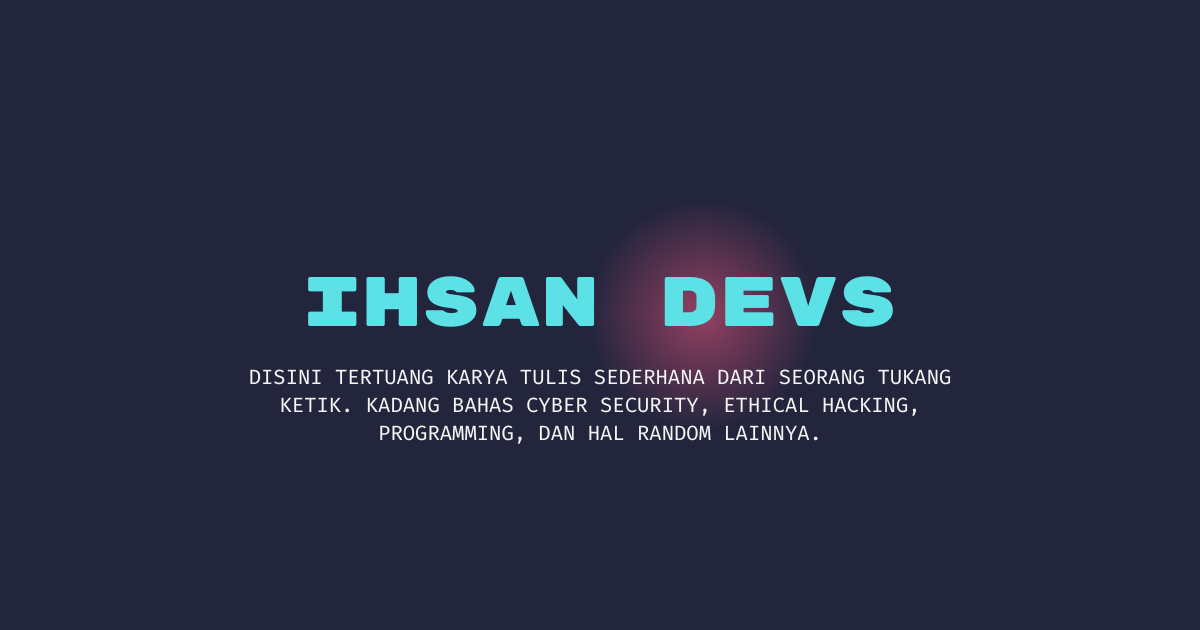 IHSAN DEVS
DISINI TERTUANG KARYA TULIS SEDERHANA DARI SEORANG TUKANG
KETIK. KADANG BAHAS CYBER SECURITY, ETHICAL HACKING,
PROGRAMMING, DAN HAL RANDOM LAINNYA.